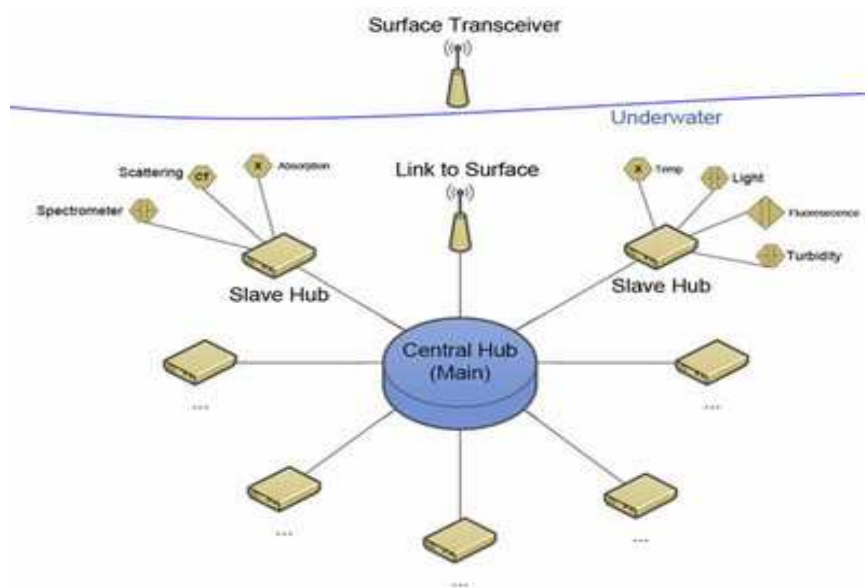 Surface Transceiver
Underwater
Scattering
CT
X
Absorption
Link to Surface
X
Temp
Light
Spectrometer
Fluorescence
Turbidity
Slave Hub
Slave Hub
Central Hub
(Main)
...
...
...
...
...